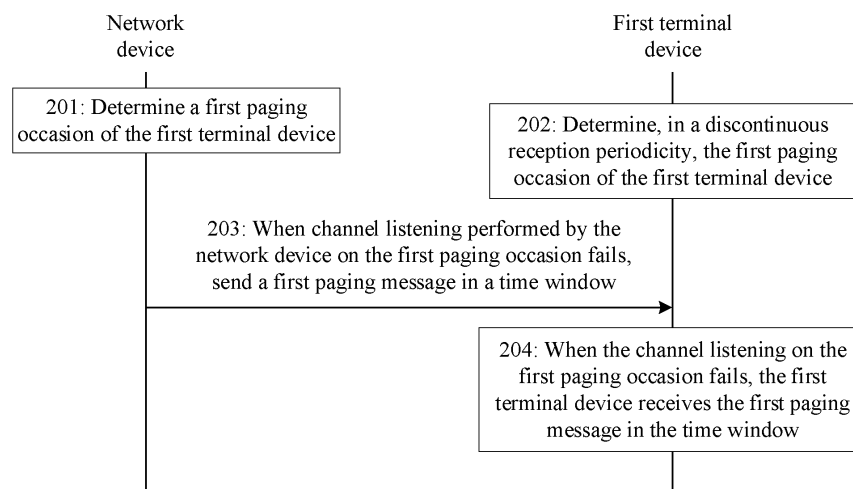 Network
device
First terminal
device
201: Determine a first paging
occasion of the first terminal device
202: Determine, in a discontinuous
reception periodicity, the first paging
occasion of the first terminal device
203: When channel listening performed by the
network device on the first paging occasion fails,
send a first paging message in a time window
204: When the channel listening on the
first paging occasion fails, the first
terminal device receives the first paging
message in the time window